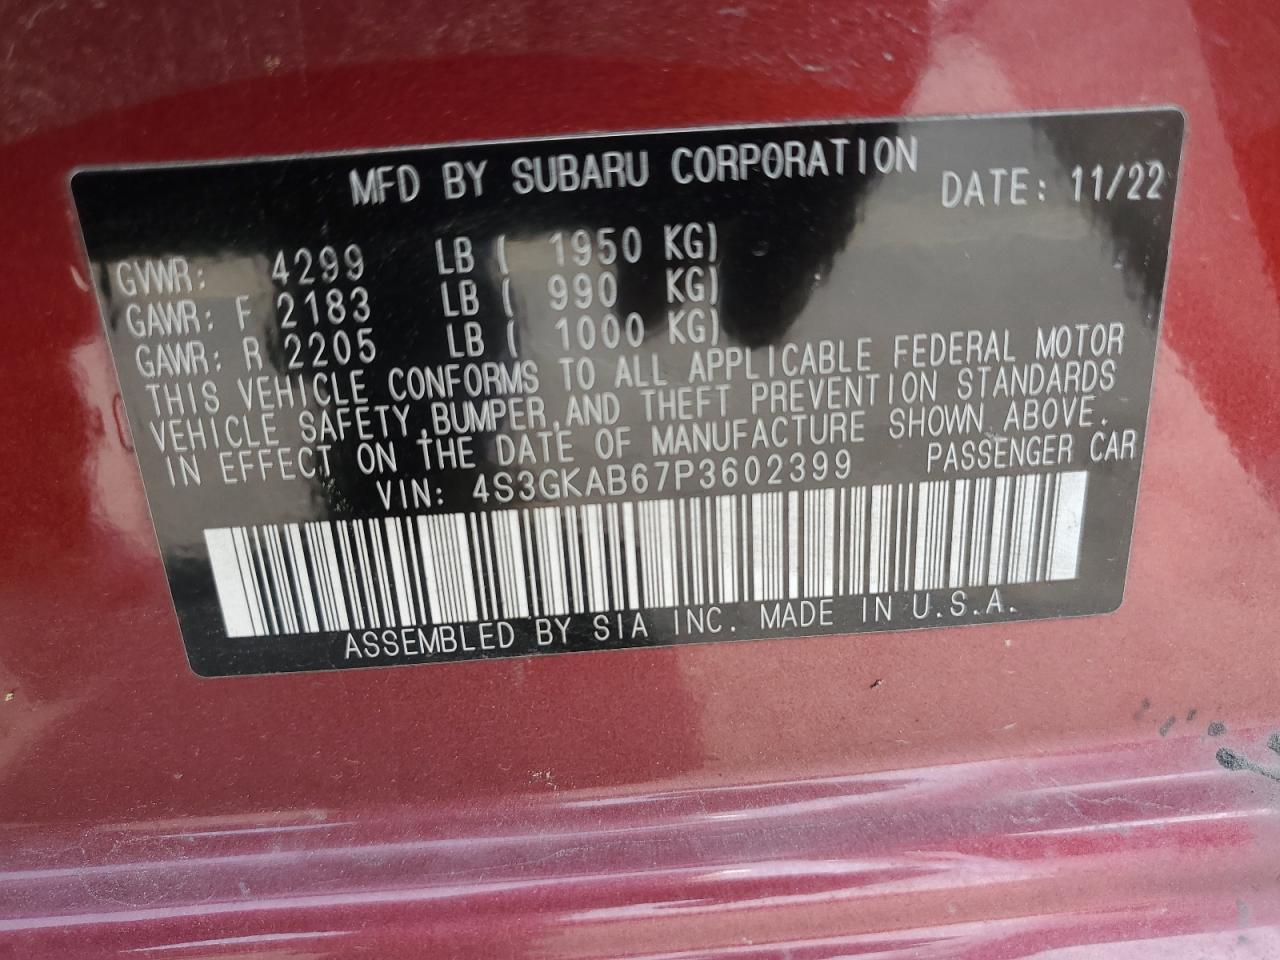 MFD BY SUBARU CORPORATION DATE: 11/22
GVWR: 4299 LB ( 1950 KG)
GAWR: F 2183 LB ( 990 KG)
GAWR: R 2205 LB ( 1000 KG)
THIS VEHICLE CONFORMS TO ALL APPLICABLE FEDERAL MOTOR
VEHICLE SAFETY,BUMPER,AND THEFT PREVENTION STANDARDS
IN EFFECT ON THE DATE OF MANUFACTURE SHOWN ABOVE.
VIN: 4S3GKAB67P3602399 PASSENGER CAR
ASSEMBLED BY SIA INC. MADE IN U.S.A.